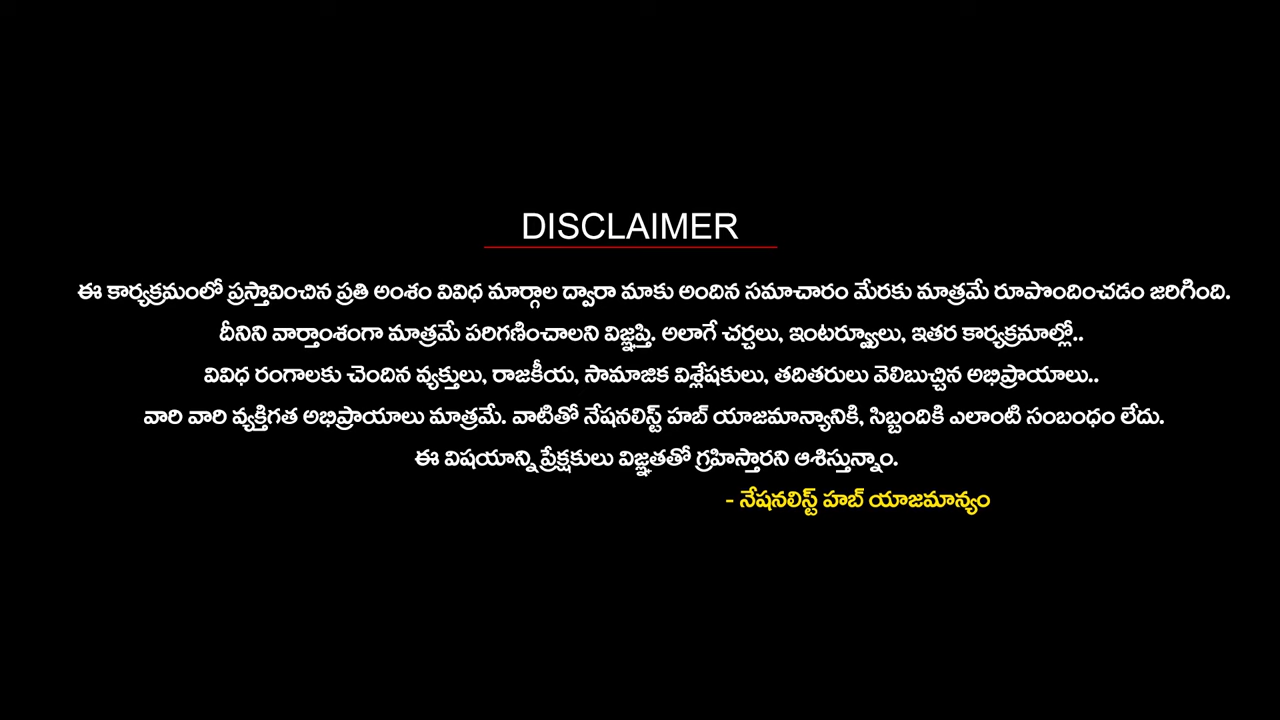 DISCLAIMER
ఈ కార్యక్రమంలో ప్రస్తావించిన ప్రతి అంశం వివిధ మార్గాల ద్వారా మాకు అందిన సమాచారం మేరకు మాత్రమే రూపొందించడం జరిగింది.
దీనిని వార్తాంశంగా మాత్రమే పరిగణించాలని విజ్ఞప్తి. అలాగే చర్చలు, ఇంటర్వ్యూలు, ఇతర కార్యక్రమాల్లో..
వివిధ రంగాలకు చెందిన వ్యక్తులు, రాజకీయ, సామాజిక విశ్లేషకులు, తదితరులు వెలిబుచ్చిన అభిప్రాయాలు..
వారి వారి వ్యక్తిగత అభిప్రాయాలు మాత్రమే. వాటితో నేషనలిస్ట్ హబ్ యాజమాన్యానికి, సిబ్బందికి ఎలాంటి సంబంధం లేదు.
ఈ విషయాన్ని ప్రేక్షకులు విజ్ఞతతో గ్రహిస్తారని ఆశిస్తున్నాం.
- నేషనలిస్ట్ హబ్ యాజమాన్యం